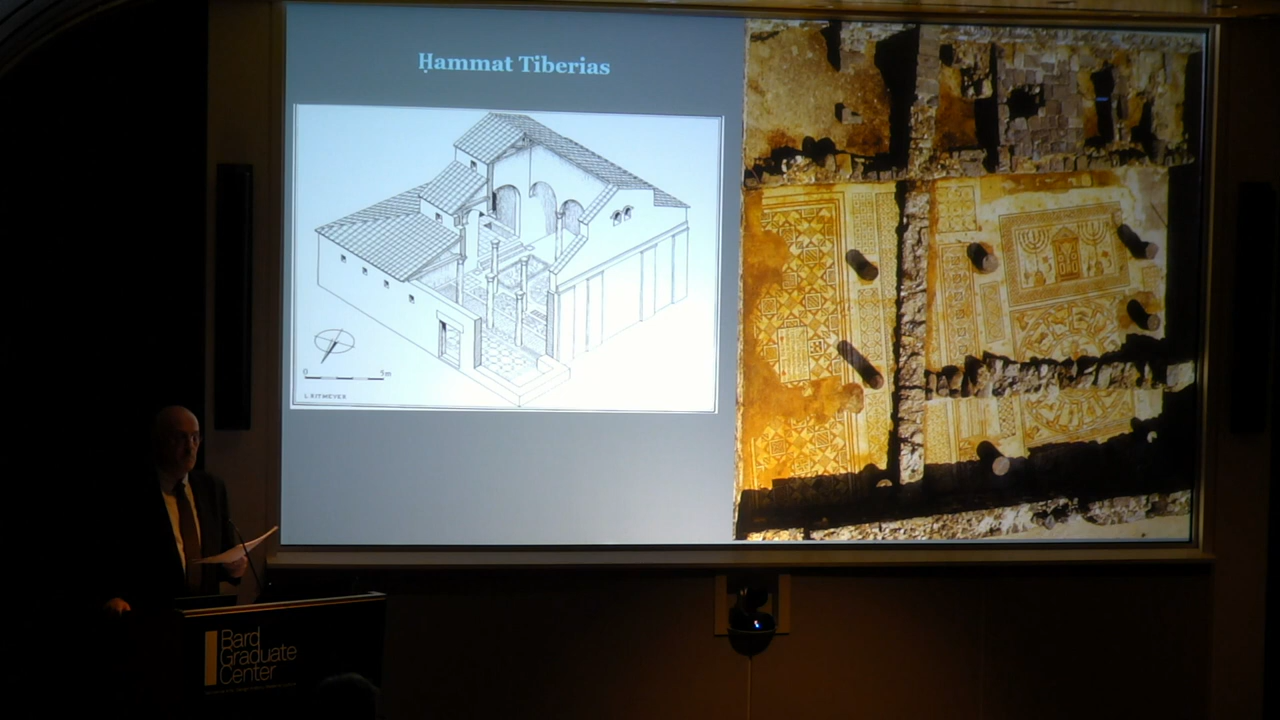 Ḥammat Tiberias
0
5m
L. RITMEYER
Bard
Graduate
Center